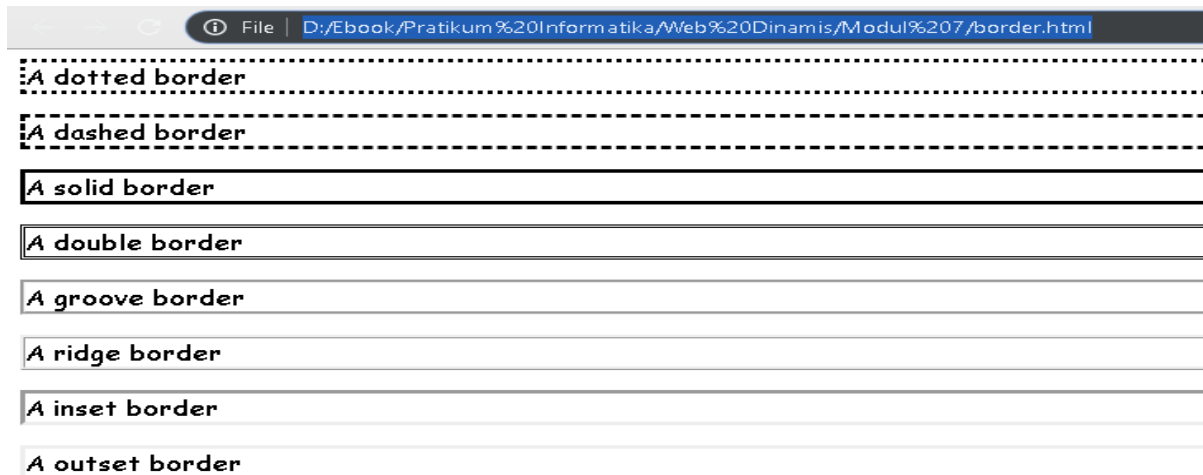 File | D:/Ebook/Pratikum%20Informatika/Web%20Dinamis/Modul%207/border.html
A dotted border
A dashed border
A solid border
A double border
A groove border
A ridge border
A inset border
A outset border